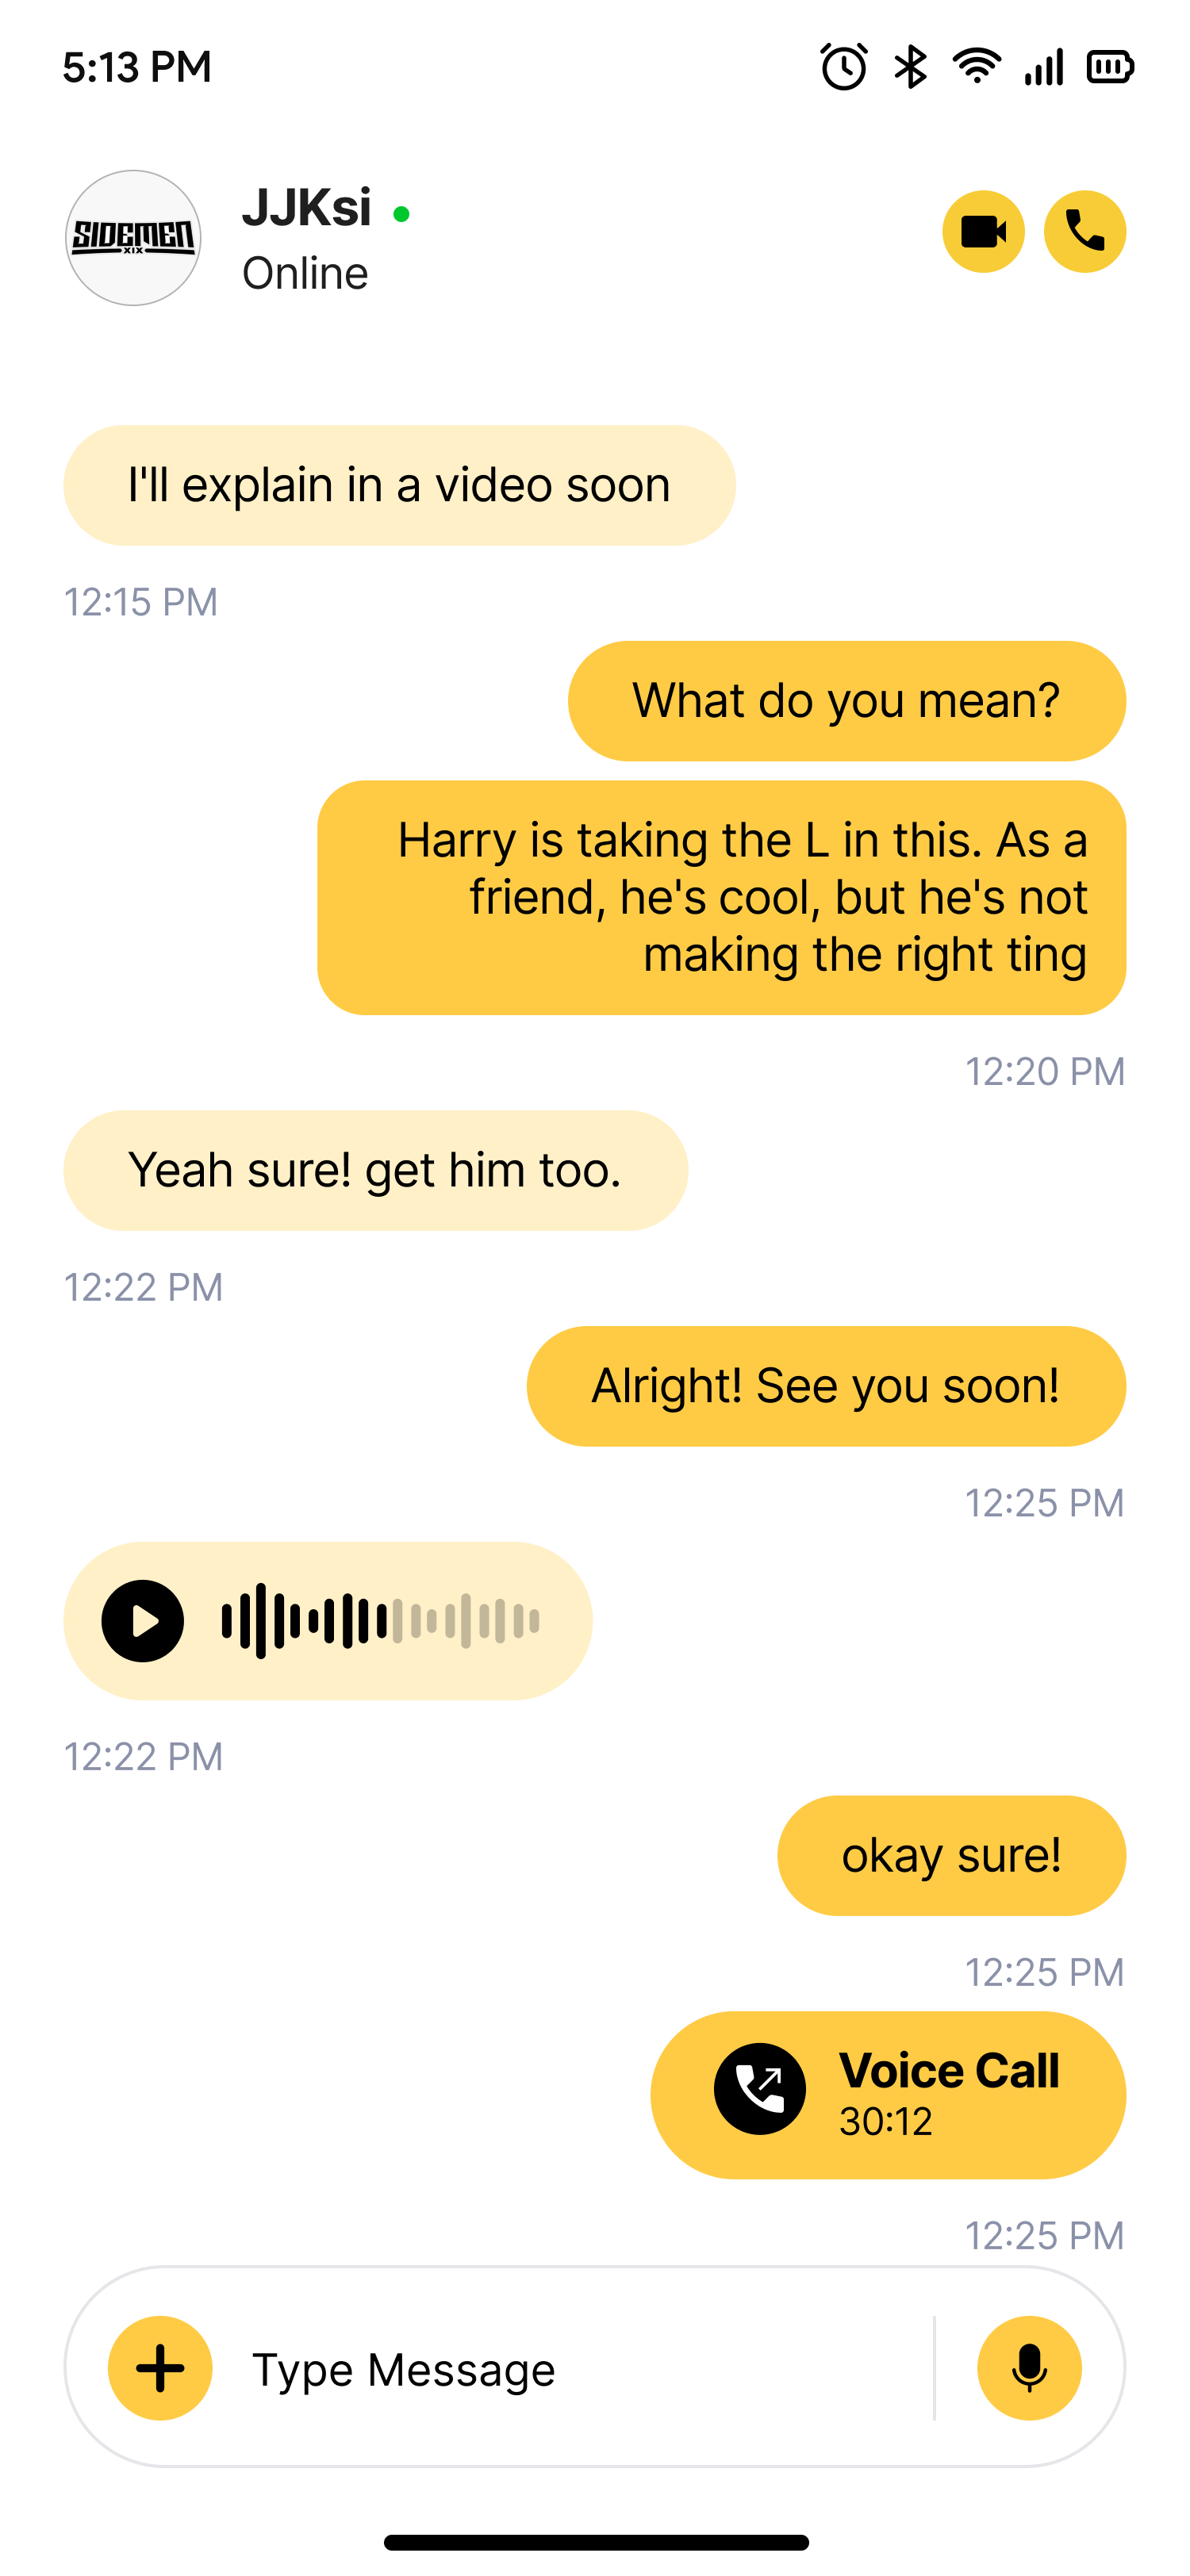 5:13 PM
SIDEMEN
XIX
JJKsi
Online
I'll explain in a video soon
12:15 PM
What do you mean?
Harry is taking the L in this. As a
friend, he's cool, but he's not
making the right ting
12:20 PM
Yeah sure! get him too.
12:22 PM
Alright! See you soon!
12:25 PM
12:22 PM
okay sure!
12:25 PM
Voice Call
30:12
12:25 PM
Type Message